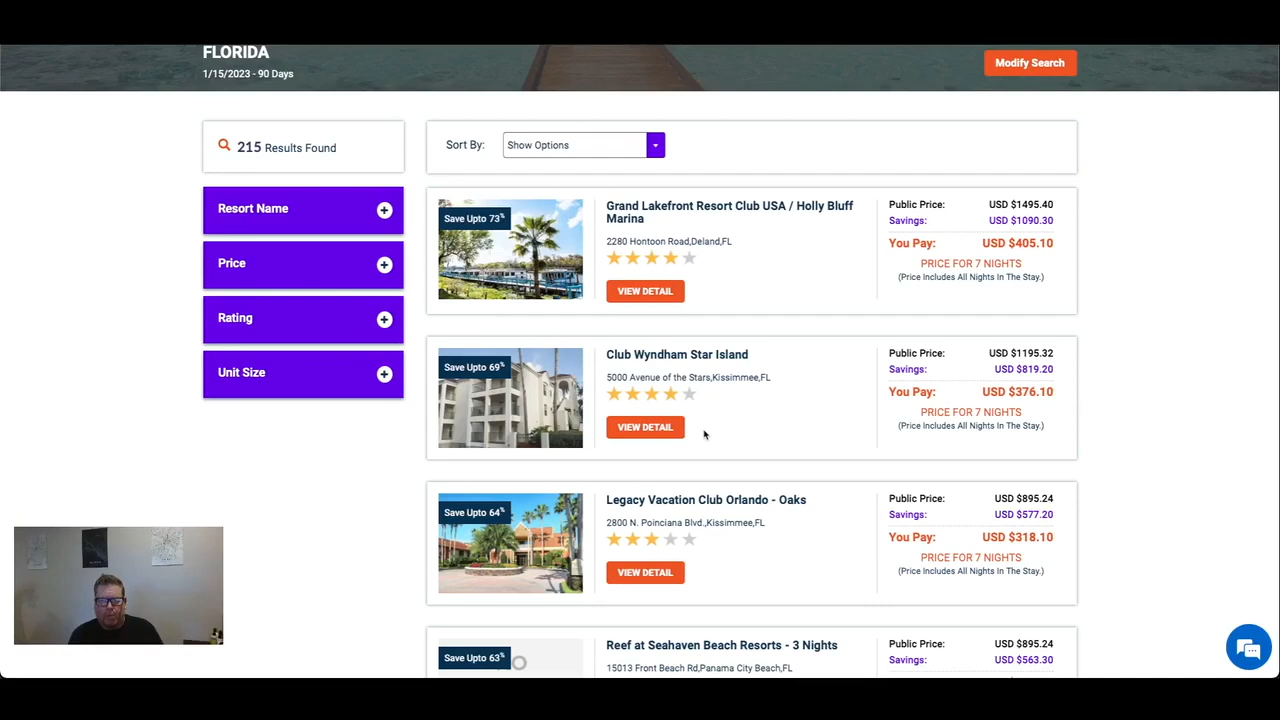 FLORIDA
1/15/2023 - 90 Days
Modify Search
215 Results Found
Sort By:
Show Options
Resort Name
Price
Rating
Unit Size
Save Upto 73%
Grand Lakefront Resort Club USA / Holly Bluff
Marina
2280 Hontoon Road,Deland,FL
VIEW DETAIL
Public Price: USD $1495.40
Savings: USD $1090.30
You Pay: USD $405.10
PRICE FOR 7 NIGHTS
(Price Includes All Nights In The Stay.)
Save Upto 69%
Club Wyndham Star Island
5000 Avenue of the Stars,Kissimmee,FL
VIEW DETAIL
Public Price: USD $1195.32
Savings: USD $819.20
You Pay: USD $376.10
PRICE FOR 7 NIGHTS
(Price Includes All Nights In The Stay.)
Save Upto 64%
Legacy Vacation Club Orlando - Oaks
2800 N. Poinciana Blvd.,Kissimmee,FL
VIEW DETAIL
Public Price: USD $895.24
Savings: USD $577.20
You Pay: USD $318.10
PRICE FOR 7 NIGHTS
(Price Includes All Nights In The Stay.)
Save Upto 63%
Reef at Seahaven Beach Resorts - 3 Nights
15013 Front Beach Rd,Panama City Beach,FL
Public Price: USD $895.24
Savings: USD $563.30